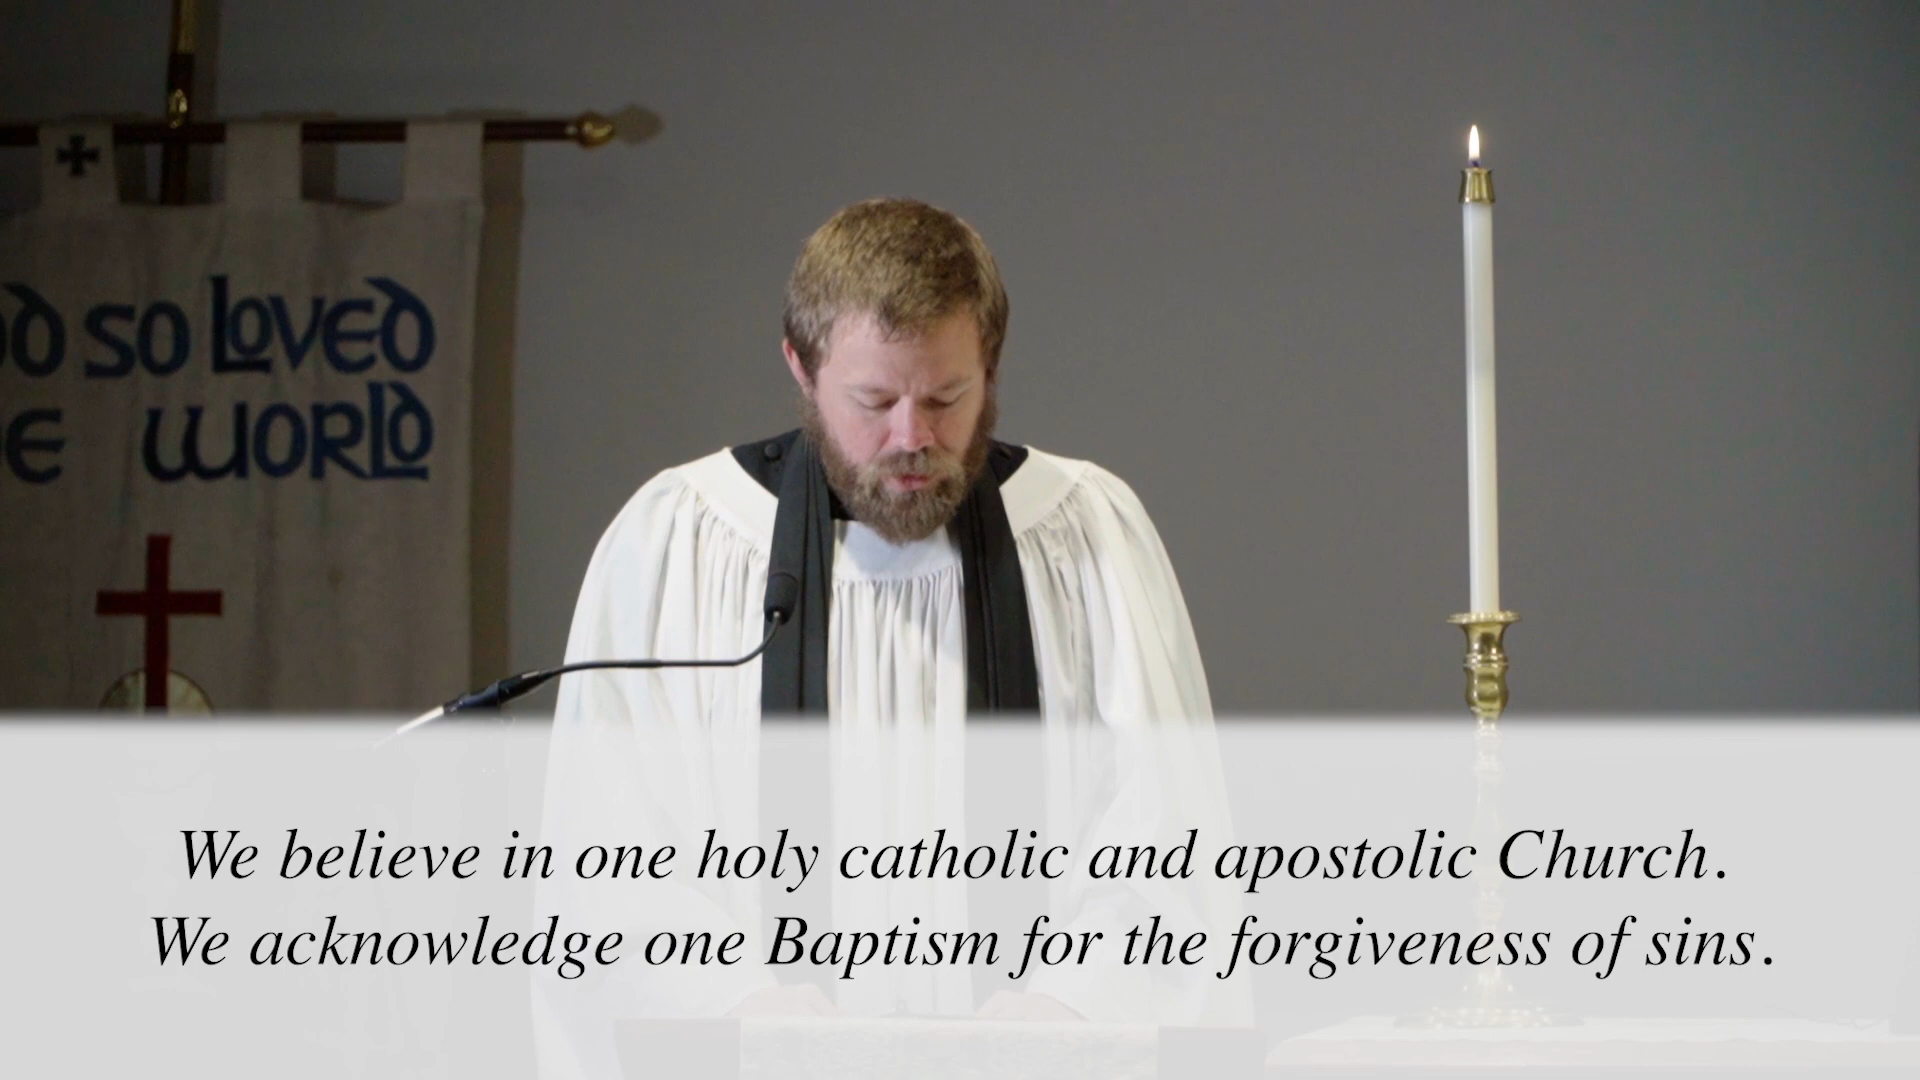 SO LOVED
WORLD
We believe in one holy catholic and apostolic Church.
We acknowledge one Baptism for the forgiveness of sins.